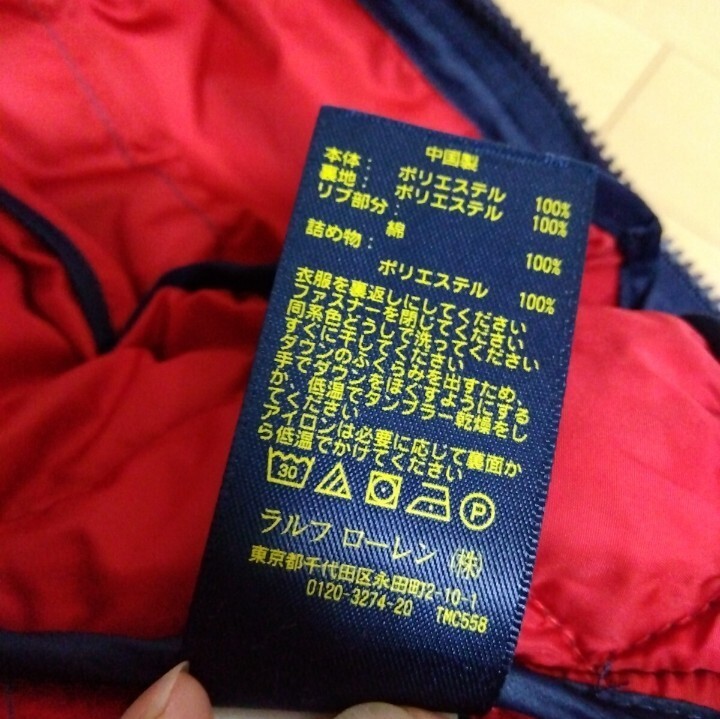 中国製
本体： ポリエステル 100%
裏地： ポリエステル 100%
リブ部分：
綿 100%
詰め物：
ポリエステル 100%
衣服を裏返しにしてください
ファスナーを閉じてください
同系色どうしで洗ってください
すぐに干してください
ダウンのふくらみを出すため、
手でダウンをほぐすようにする
か、低温でタンブラー乾燥をし
てください
アイロンは必要に応じて裏面か
ら低温でかけてください
30 P
ラルフ ローレン（株）
東京都千代田区永田町2-10-1
0120-3274-20 TMC558